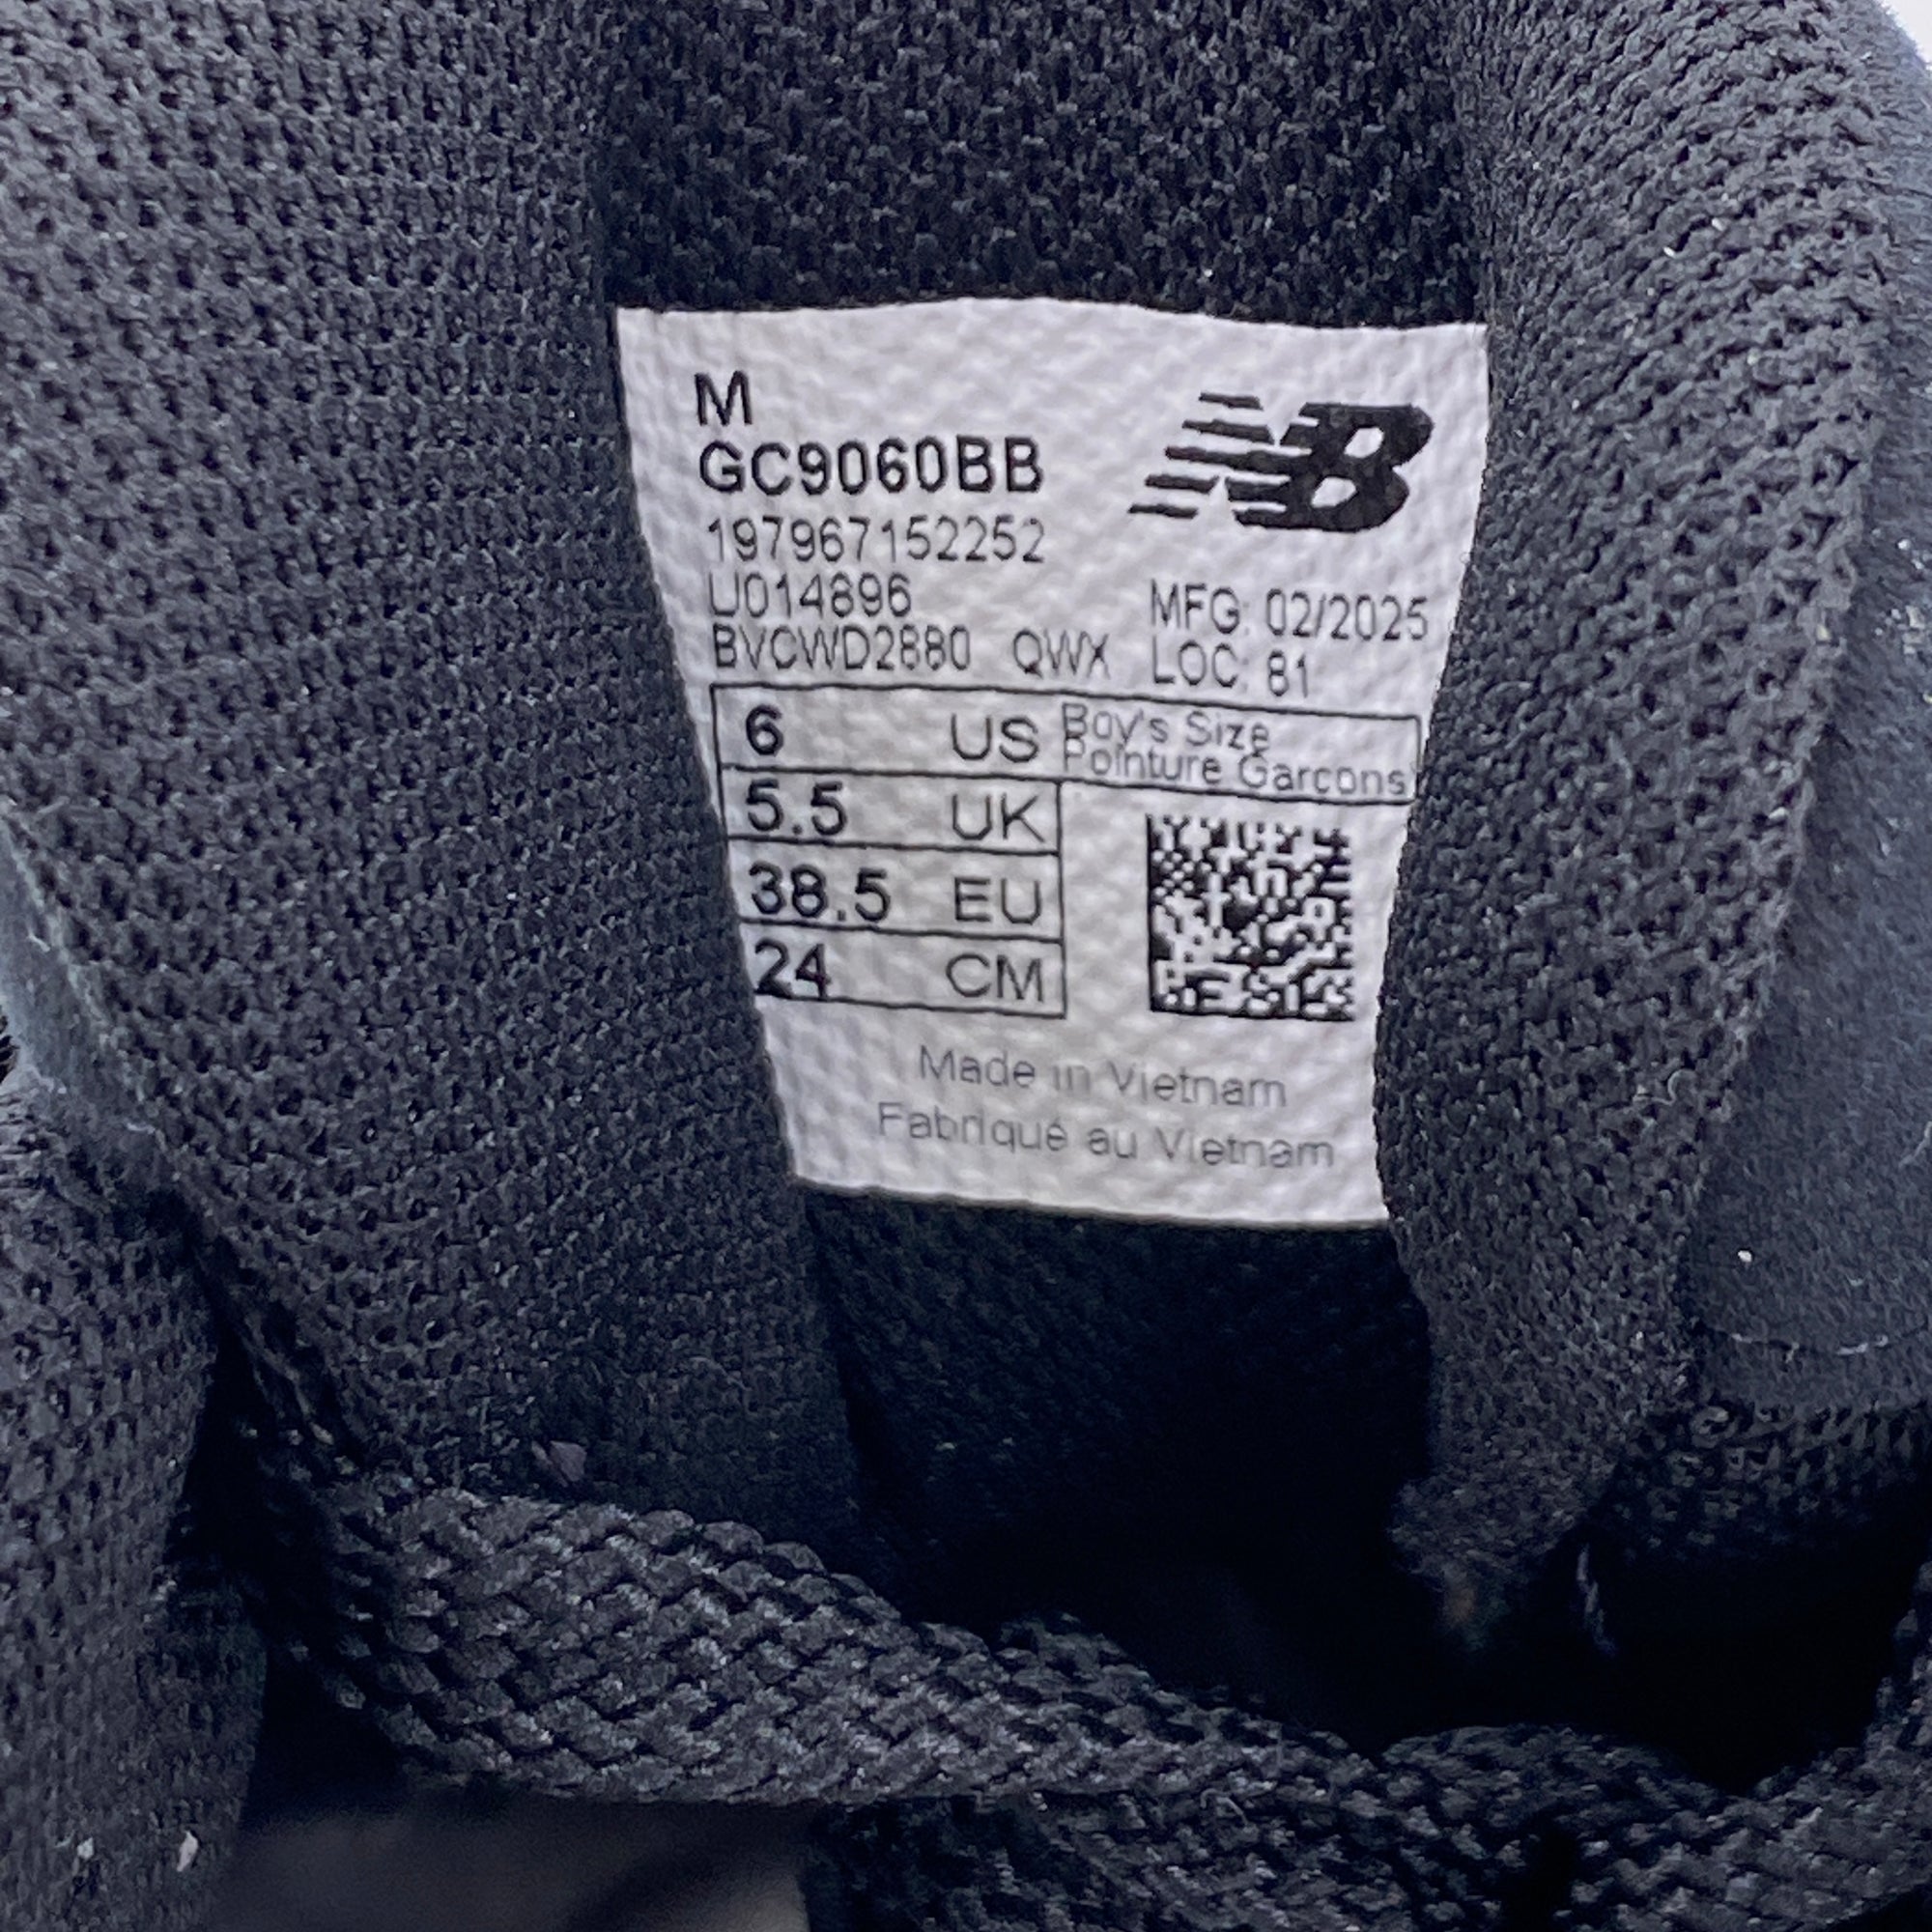 M
GC9060BB
NB
197967152252
U014896
MFG: 02/2025
BVCWD2880 QWX
LOC: 81
6 US Boy's Size
Pointure Garcons
5.5 UK
38.5 EU
24 CM
Made in Vietnam
Fabriqué au Vietnam